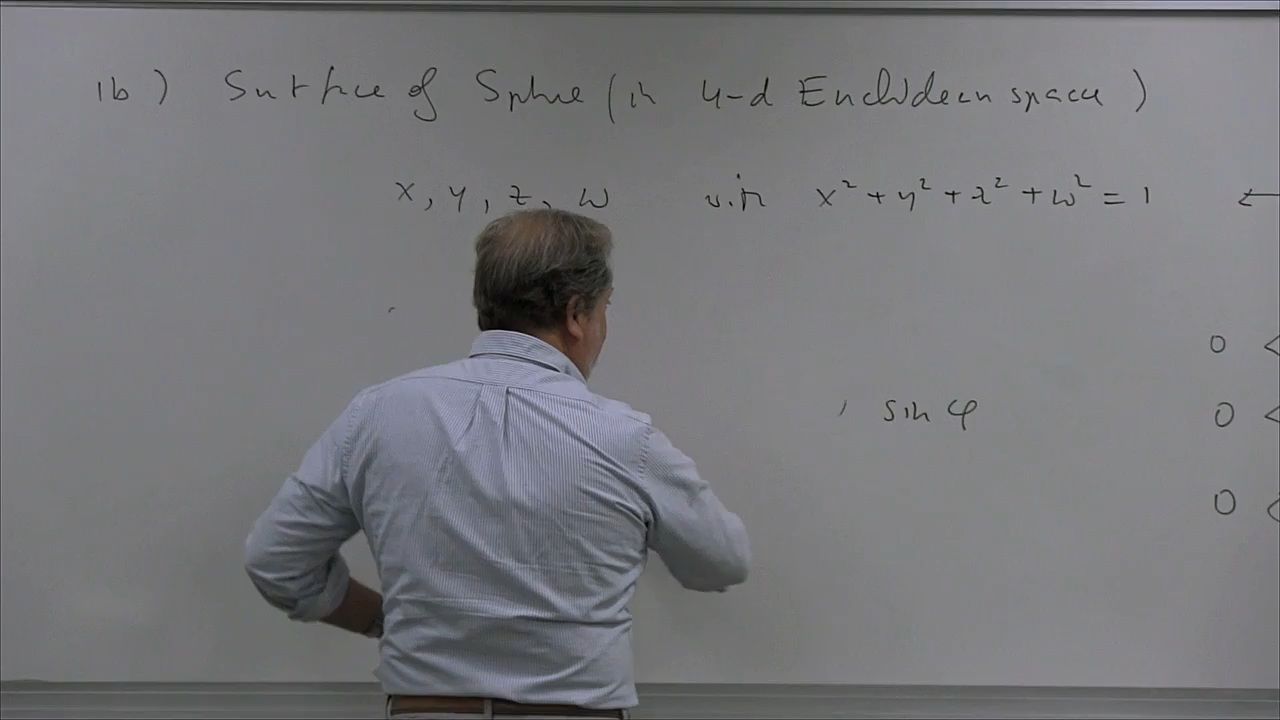 1b) Surface of Sphere (in 4-d Euclidean space)
x, y, z, w with x² + y² + z² + w² = 1 ←
0 <
, sin φ 0 <
0 <